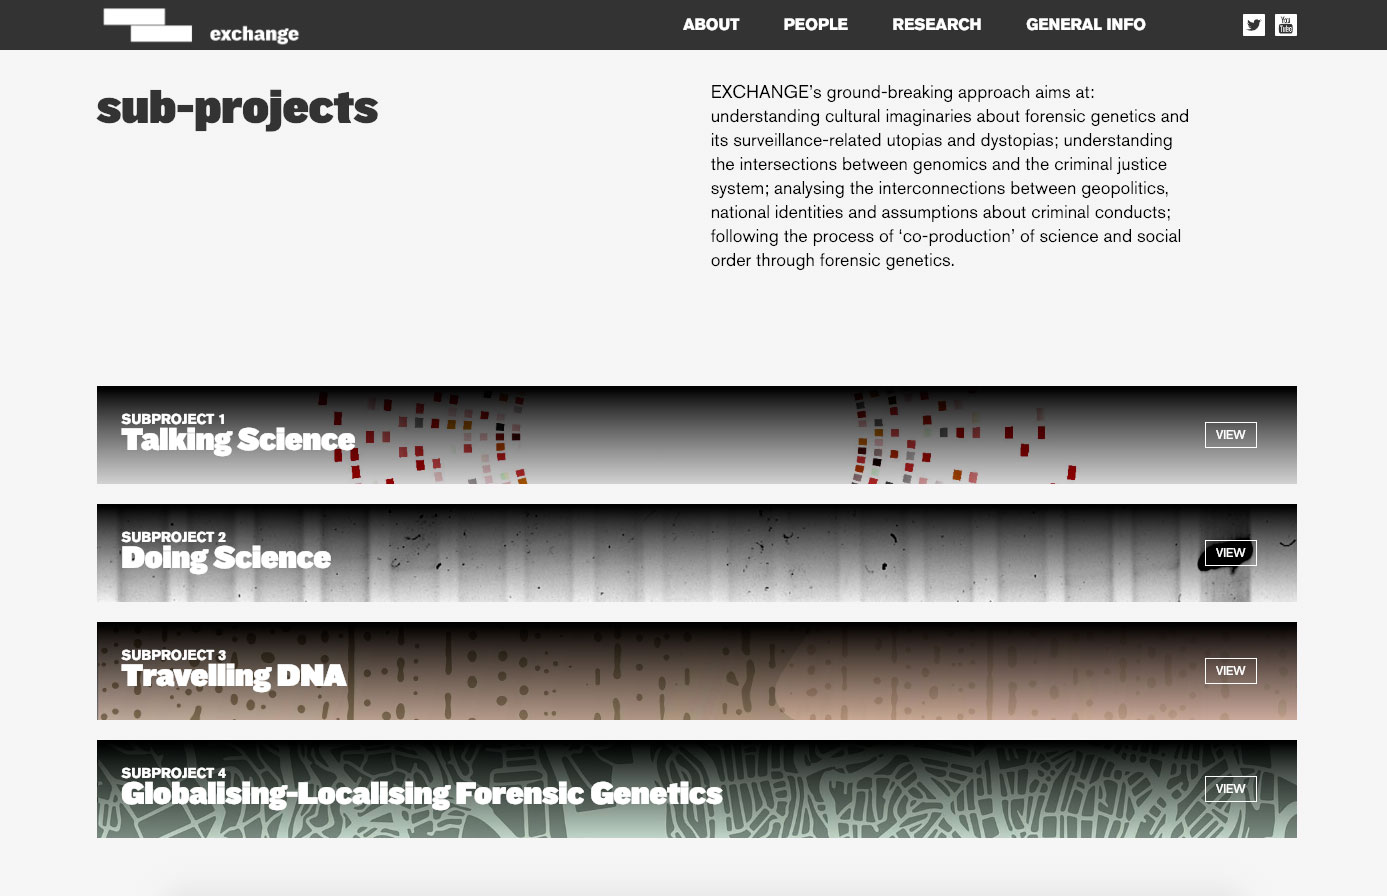 exchange
ABOUT PEOPLE RESEARCH GENERAL INFO
You
Tube
sub-projects
EXCHANGE’s ground-breaking approach aims at:
understanding cultural imaginaries about forensic genetics and
its surveillance-related utopias and dystopias; understanding
the intersections between genomics and the criminal justice
system; analysing the interconnections between geopolitics,
national identities and assumptions about criminal conducts;
following the process of ‘co-production’ of science and social
order through forensic genetics.
SUBPROJECT 1
Talking Science
VIEW
SUBPROJECT 2
Doing Science
VIEW
SUBPROJECT 3
Travelling DNA
VIEW
SUBPROJECT 4
Globalising-Localising Forensic Genetics
VIEW